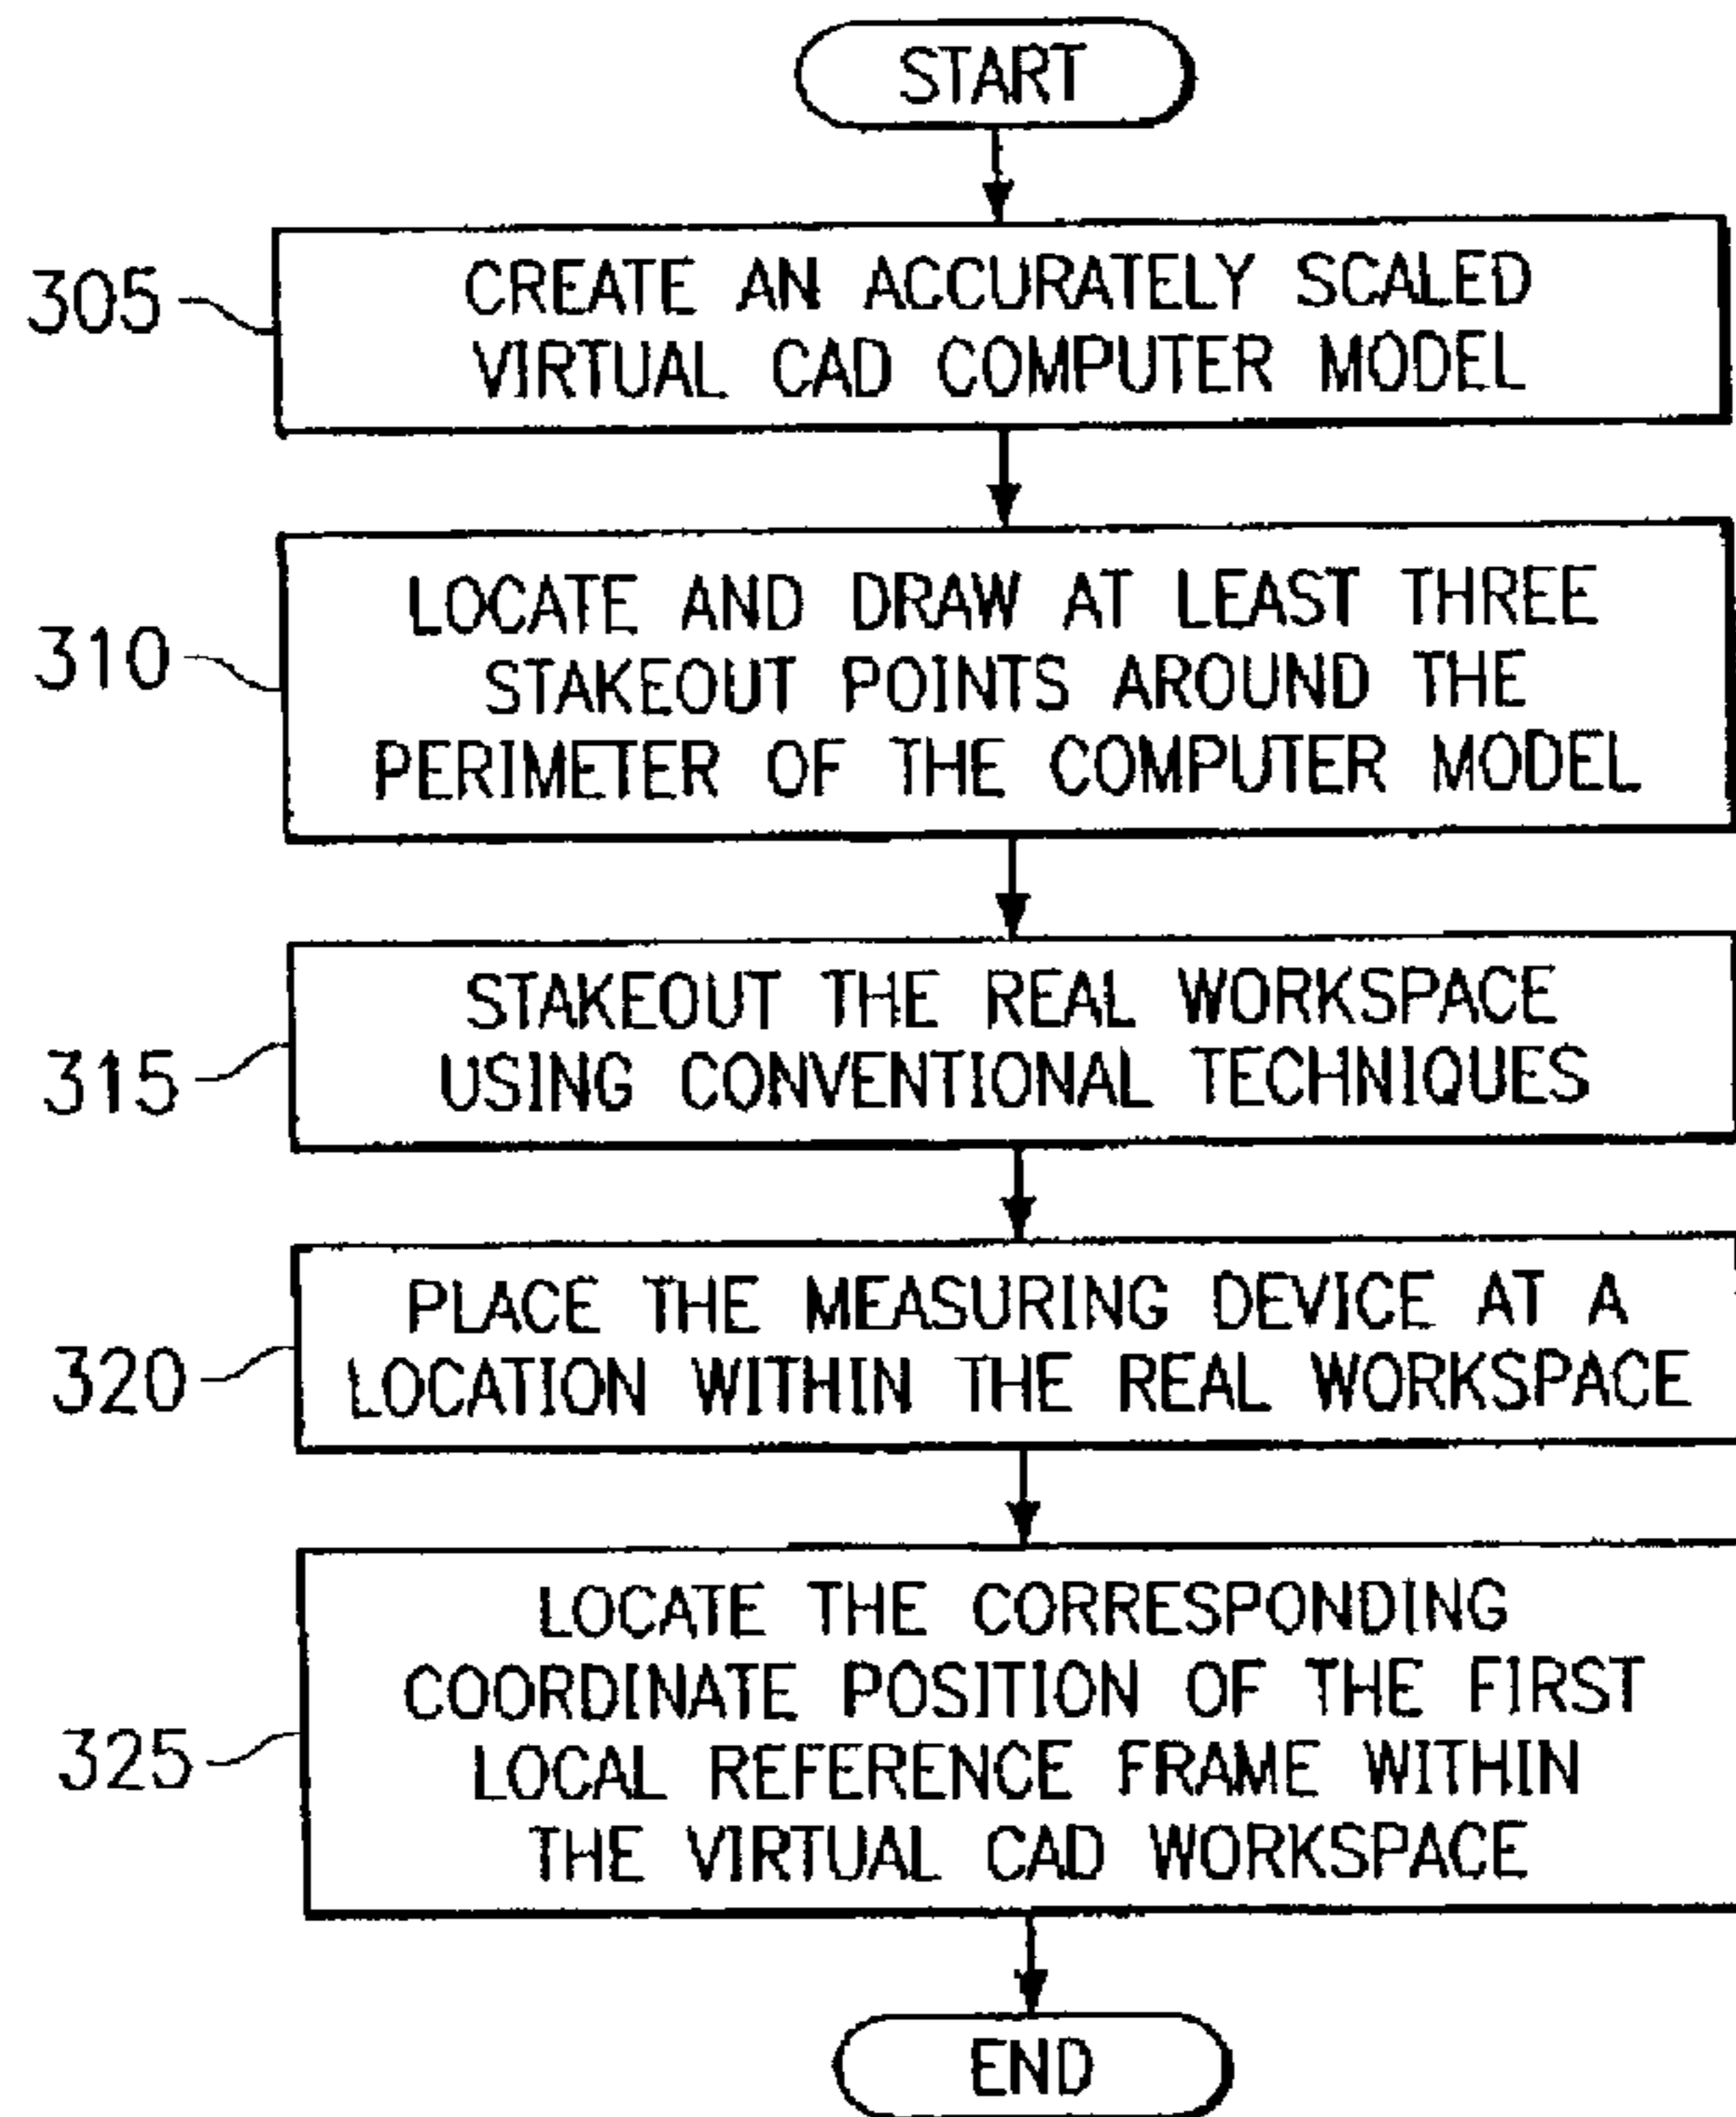 START
305
CREATE AN ACCURATELY SCALED
VIRTUAL CAD COMPUTER MODEL
310
LOCATE AND DRAW AT LEAST THREE
STAKEOUT POINTS AROUND THE
PERIMETER OF THE COMPUTER MODEL
315
STAKEOUT THE REAL WORKSPACE
USING CONVENTIONAL TECHNIQUES
320
PLACE THE MEASURING DEVICE AT A
LOCATION WITHIN THE REAL WORKSPACE
325
LOCATE THE CORRESPONDING
COORDINATE POSITION OF THE FIRST
LOCAL REFERENCE FRAME WITHIN
THE VIRTUAL CAD WORKSPACE
END